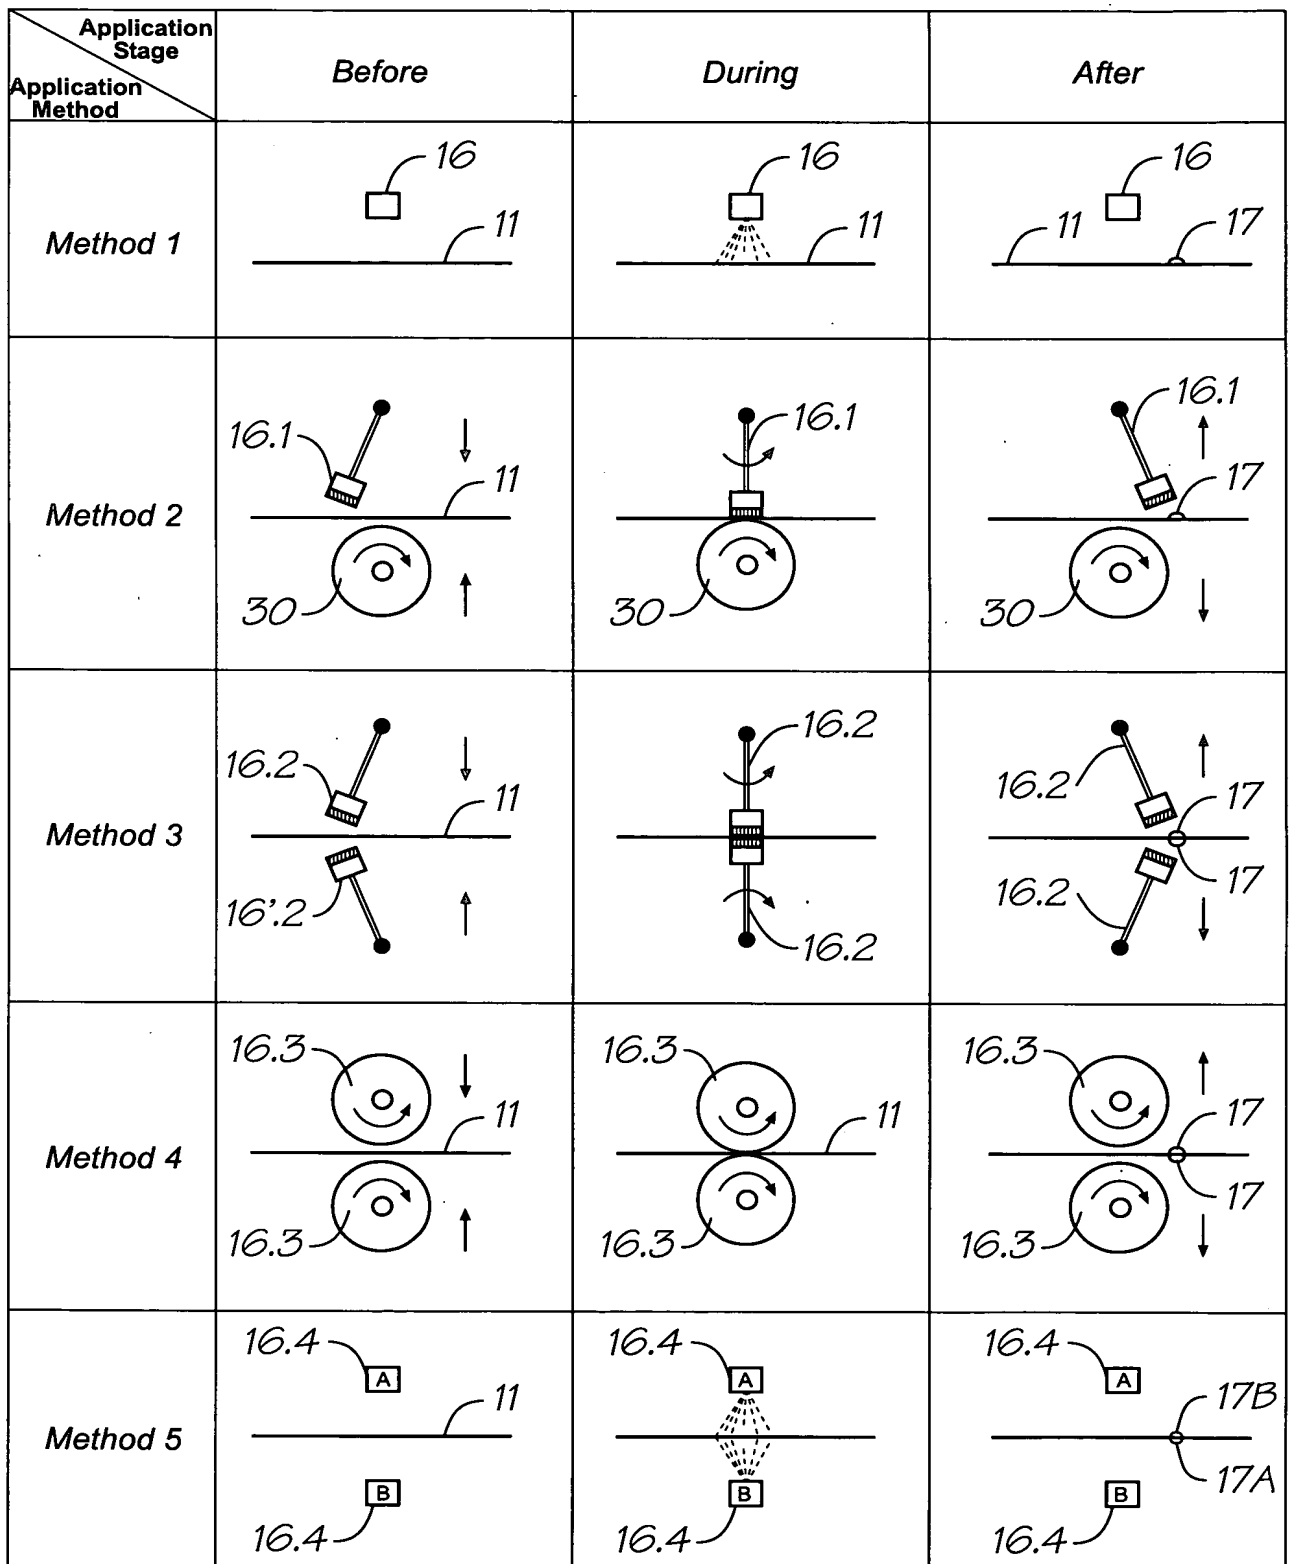 Application
Stage
Application
Method
Before
During
After
Method 1
16
11
16
11
16
11
17
Method 2
16.1
11
30
16.1
30
16.1
17
30
Method 3
16.2
11
16'.2
16.2
16.2
16.2
17
17
16.2
Method 4
16.3
11
16.3
16.3
11
16.3
16.3
17
17
16.3
Method 5
16.4
A
11
B
16.4
16.4
A
B
16.4
16.4
A
17B
17A
B
16.4